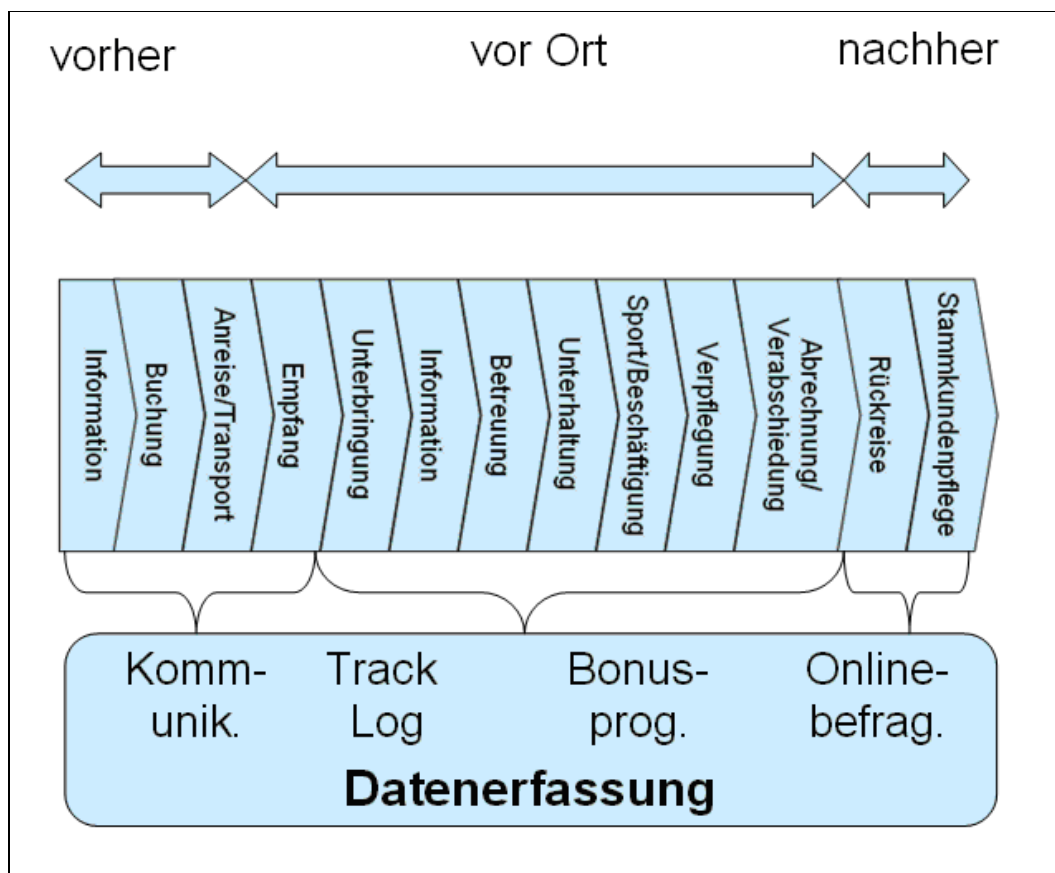 vorher vor Ort nachher
Information
Buchung
Anreise/Transport
Empfang
Unterbringung
Information
Betreuung
Unterhaltung
Sport/Beschäftigung
Verpflegung
Abrechnung/
Verabschiedung
Rückreise
Stammkundenpflege
Komm-
unik.
Track
Log
Bonus-
prog.
Online-
befrag.
Datenerfassung